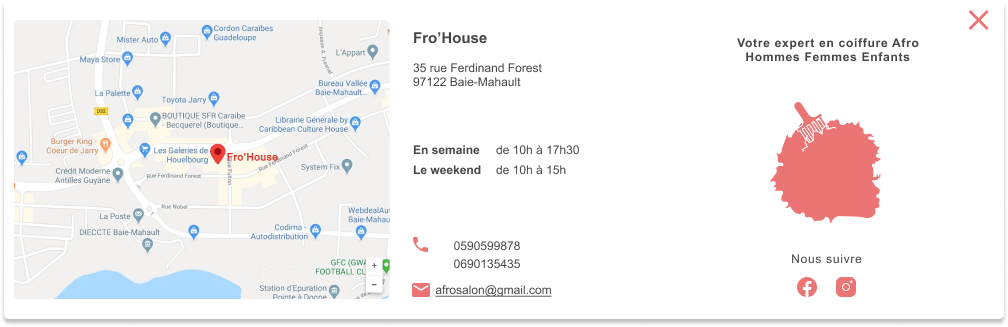 Cordon Caraïbes
Guadeloupe
Mister Auto
Maya Store
L'Appart
Impasse A. Fresnel
Bureau Vallée
Baie-Mahault...
La Palette
Toyota Jarry
D32
BOUTIQUE SFR Caraibe
- Becquerel (Boutique...
Librairie Générale by
Caribbean Culture House
Burger King -
Coeur de Jarry
Les Galeries de
Houelbourg
Fro'House
Rue Ferdinand Forest
System Fix
Crédit Moderne
Antilles Guyane
Rue Ferdinand Forest
Rue Fulton
Rue Nobel
La Poste
WebdealAuto
Baie-Mahault
DIECCTE Baie-Mahault
Codima -
Autodistribution
GFC (GWA
FOOTBALL CLU
Station d'Epuration
Pointe à Donne
+
−
Fro'House
35 rue Ferdinand Forest
97122 Baie-Mahault
En semaine de 10h à 17h30
Le weekend de 10h à 15h
0590599878
0690135435
afrosalon@gmail.com
Votre expert en coiffure Afro
Hommes Femmes Enfants
Nous suivre